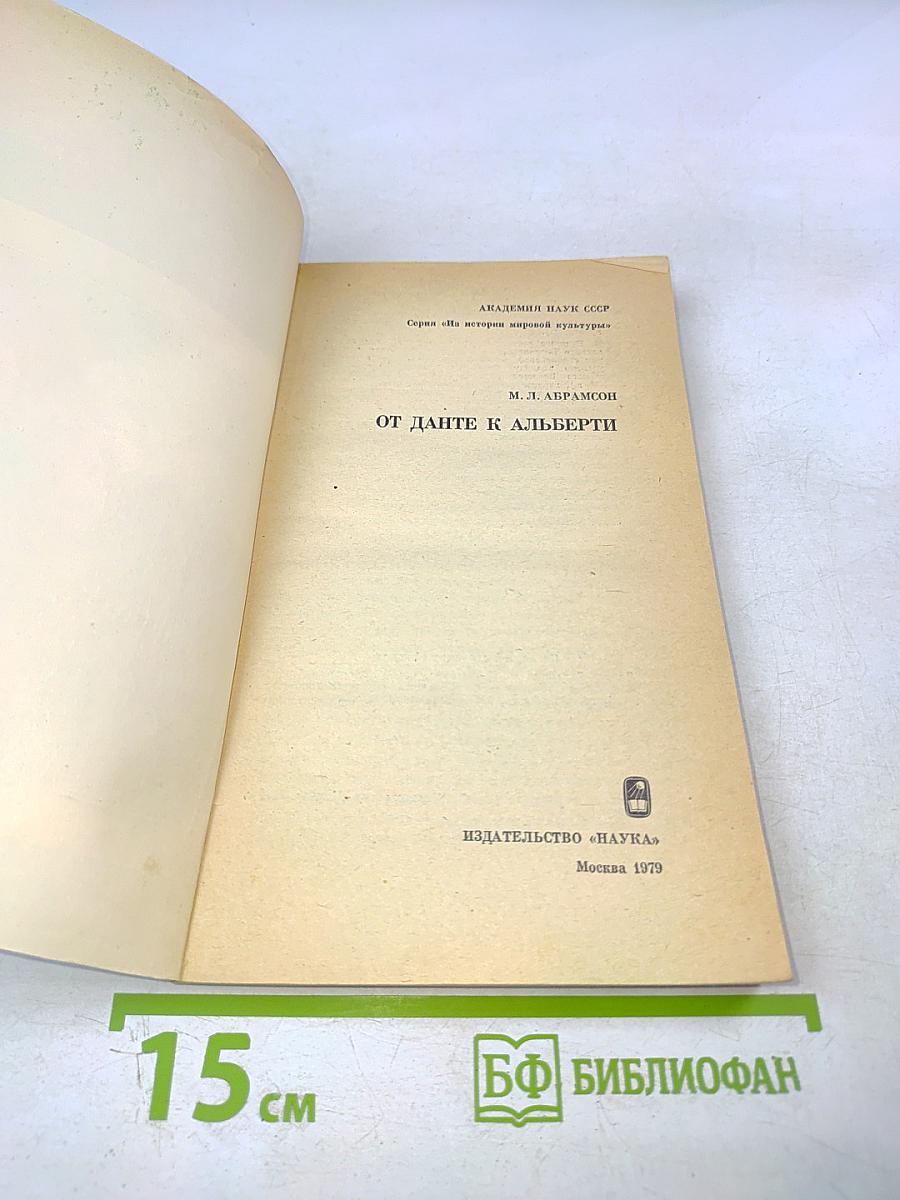 АКАДЕМИЯ НАУК СССР
Серия «Из истории мировой культуры»
М. Л. АБРАМСОН
ОТ ДАНТЕ К АЛЬБЕРТИ
ИЗДАТЕЛЬСТВО «НАУКА»
Москва 1979
15 см
БФ БИБЛИОФАН